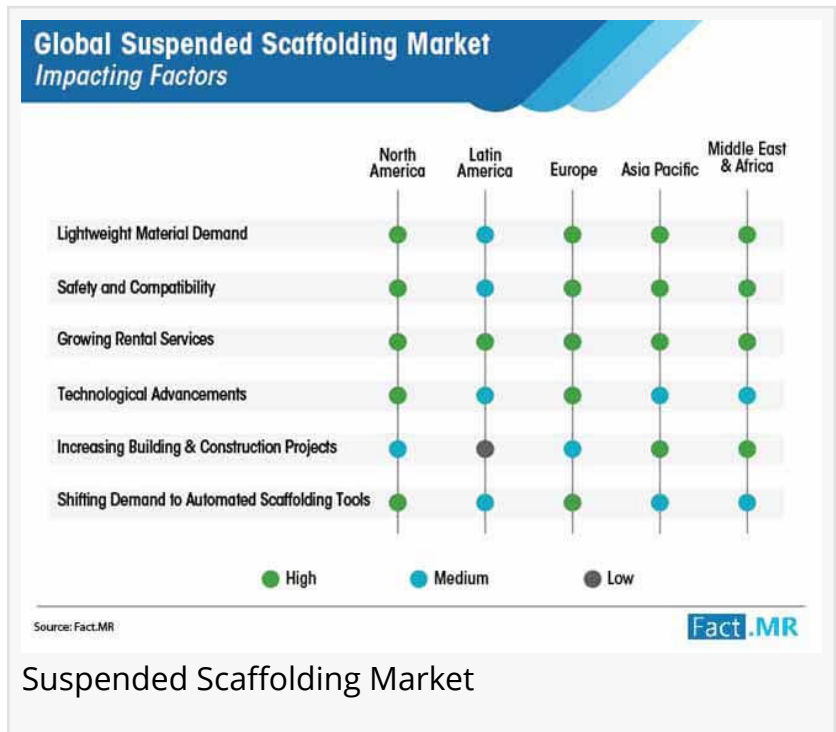 Global Suspended Scaffolding Market
Impacting Factors
North
America
Latin
America
Europe
Asia Pacific
Middle East
& Africa
Lightweight Material Demand
Safety and Compatibility
Growing Rental Services
Technological Advancements
Increasing Building & Construction Projects
Shifting Demand to Automated Scaffolding Tools
High
Medium
Low
Source: Fact.MR
Fact.MR
Suspended Scaffolding Market